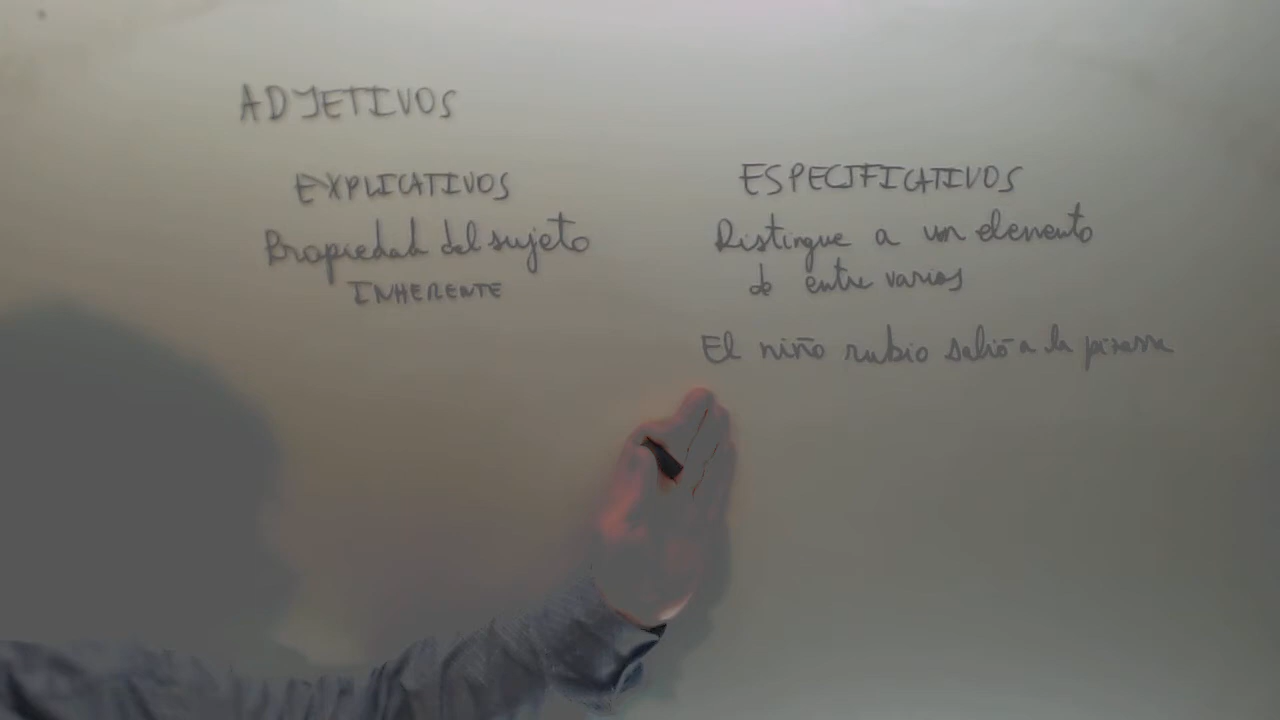 ADJETIVOS
EXPLICATIVOS
Propiedad del sujeto
INHERENTE
ESPECIFICATIVOS
Distingue a un elemento
de entre varios
El niño rubio salió a la pizarra